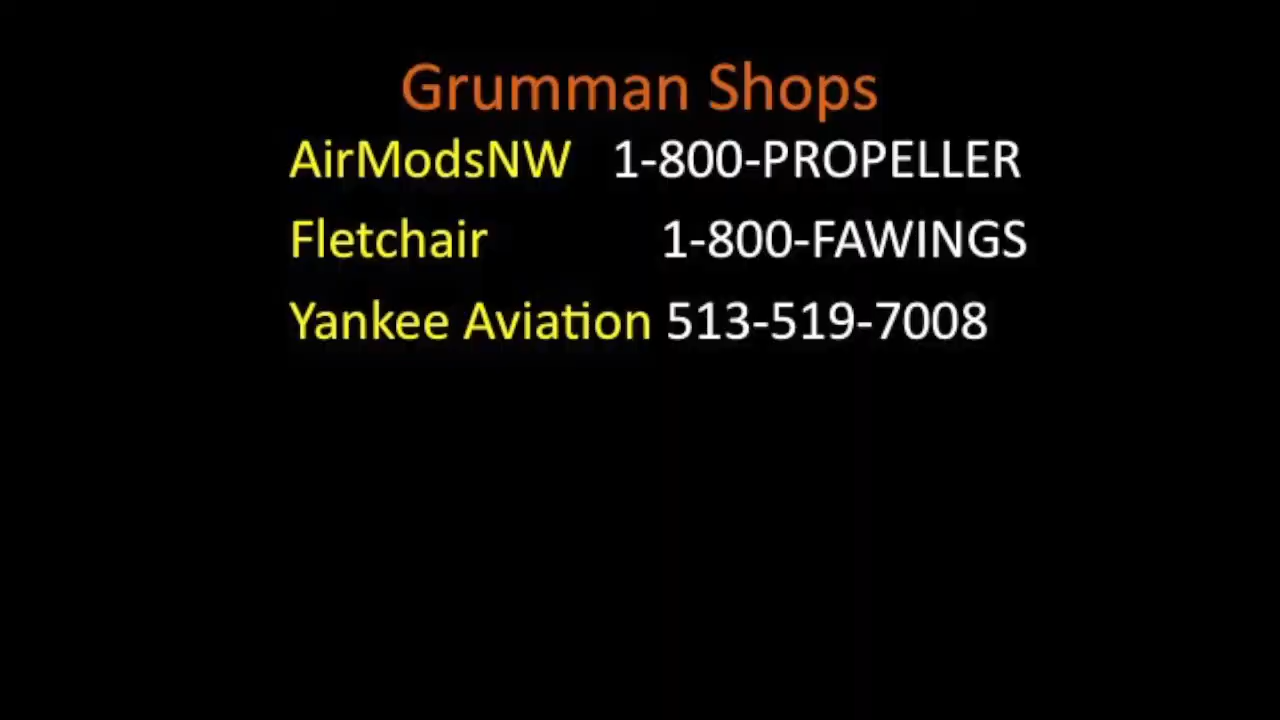 Grumman Shops
AirModsNW 1-800-PROPELLER
Fletchair 1-800-FAWINGS
Yankee Aviation 513-519-7008